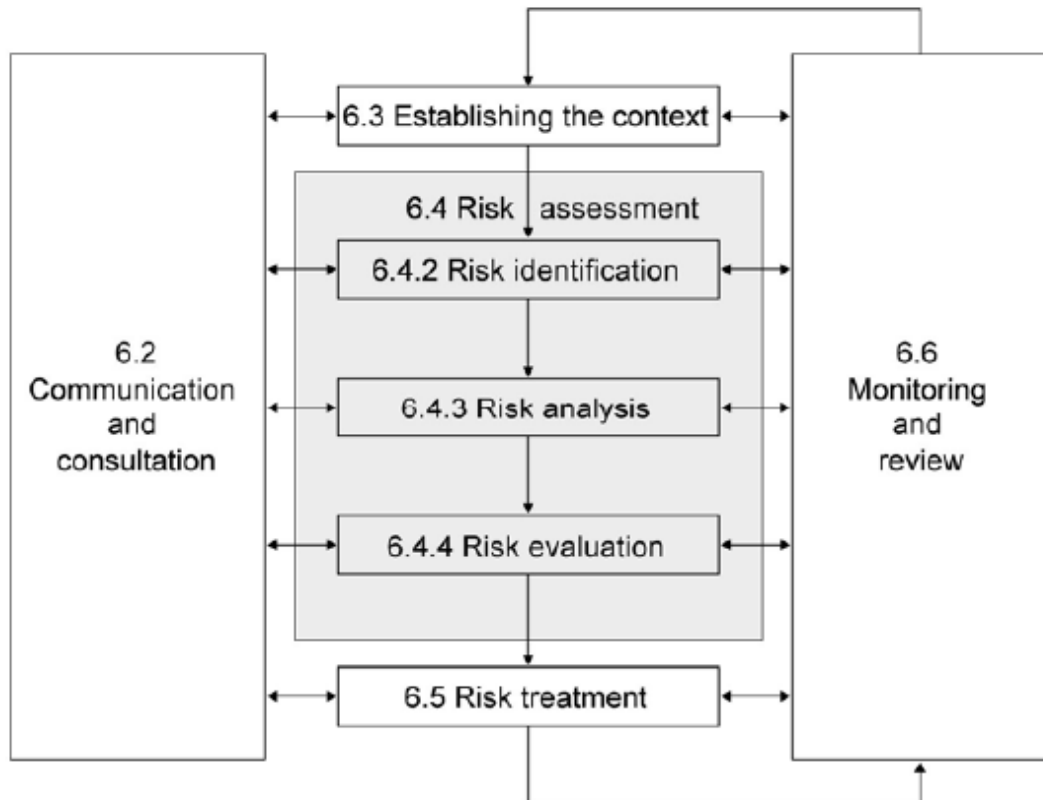 6.3 Establishing the context
6.4 Risk assessment
6.4.2 Risk identification
6.2
Communication
and
consultation
6.4.3 Risk analysis
6.6
Monitoring
and
review
6.4.4 Risk evaluation
6.5 Risk treatment